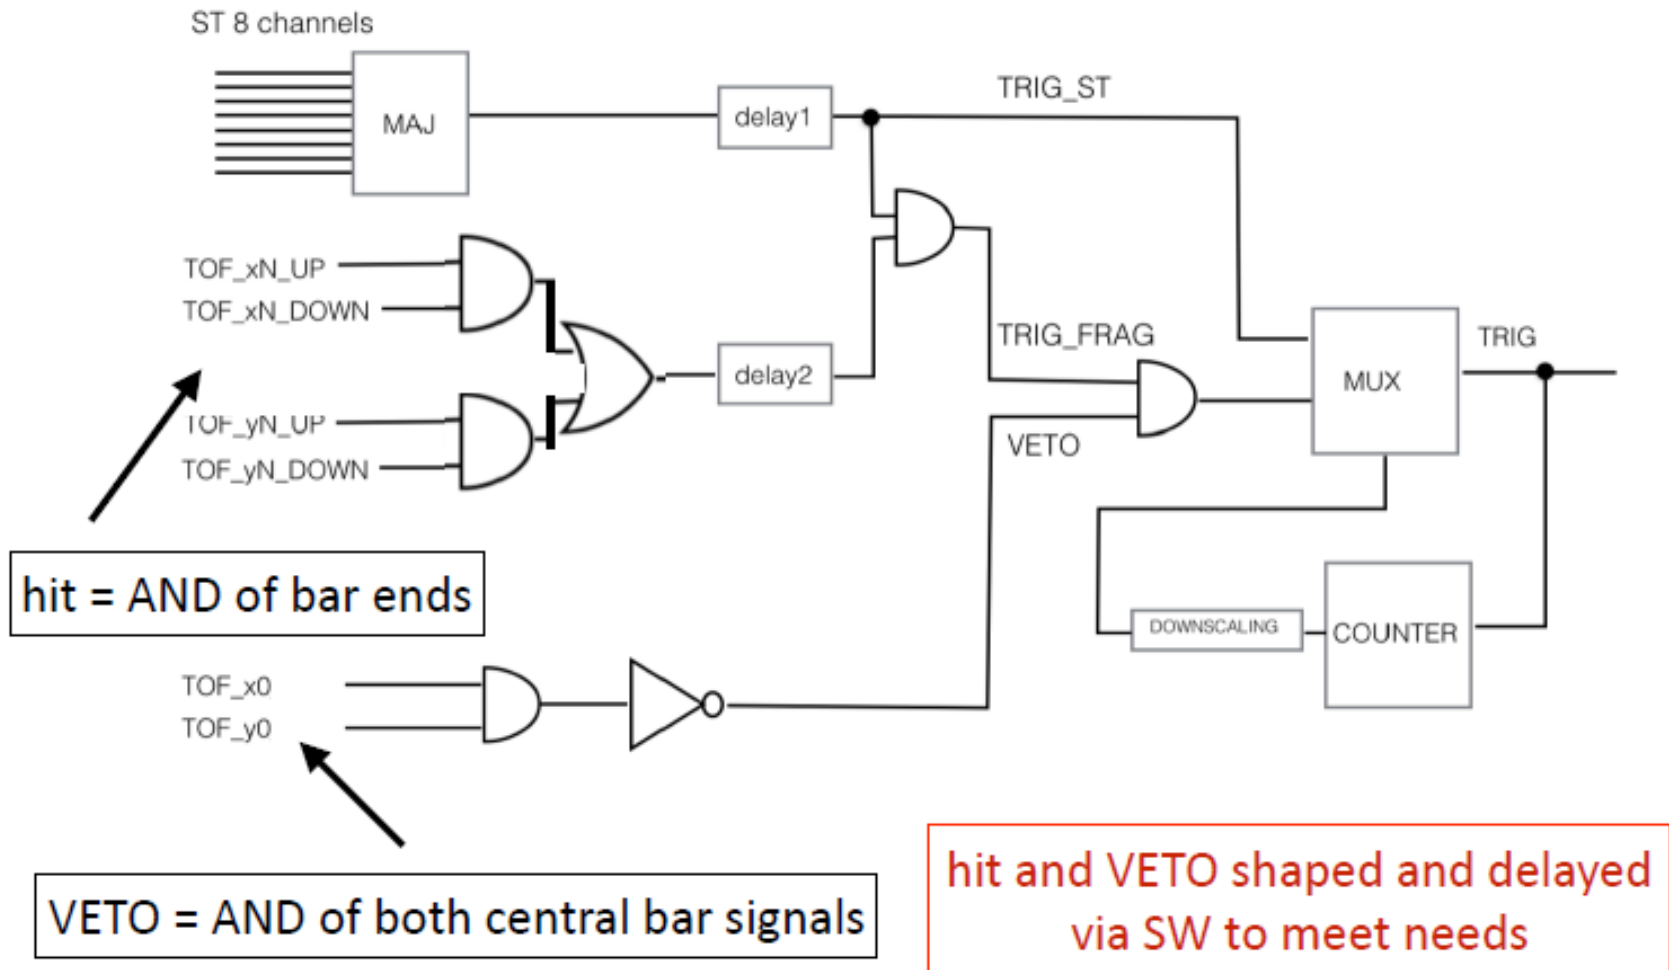 ST 8 channels
MAJ
delay1
TRIG_ST
TOF_xN_UP
TOF_xN_DOWN
TOF_yN_UP
TOF_yN_DOWN
delay2
TRIG_FRAG
VETO
MUX
TRIG
hit = AND of bar ends
DOWNSCALING
COUNTER
TOF_x0
TOF_y0
VETO = AND of both central bar signals
hit and VETO shaped and delayed
via SW to meet needs